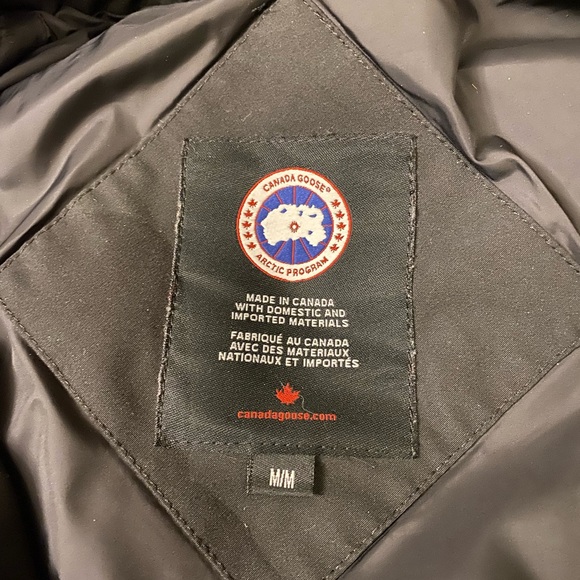 CANADA GOOSE®
ARCTIC PROGRAM
MADE IN CANADA
WITH DOMESTIC AND
IMPORTED MATERIALS
FABRIQUÉ AU CANADA
AVEC DES MATERIAUX
NATIONAUX ET IMPORTÉS
canadagoose.com
M/M